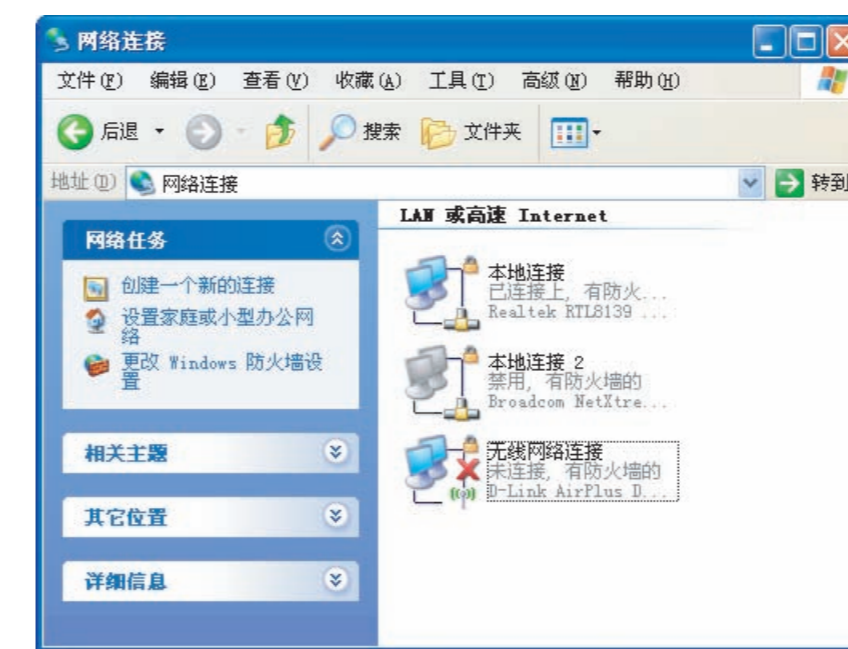 网络连接
文件(F) 编辑(E) 查看(V) 收藏(A) 工具(T) 高级(N) 帮助(H)
后退 搜索 文件夹
地址(D) 网络连接 转到
网络任务
创建一个新的连接
设置家庭或小型办公网
络
更改 Windows 防火墙设
置
相关主题
其它位置
详细信息
LAN 或高速 Internet
本地连接
已连接上，有防火...
Realtek RTL8139 ...
本地连接 2
禁用，有防火墙的
Broadcom NetXtre...
无线网络连接
未连接，有防火墙的
D-Link AirPlus D...